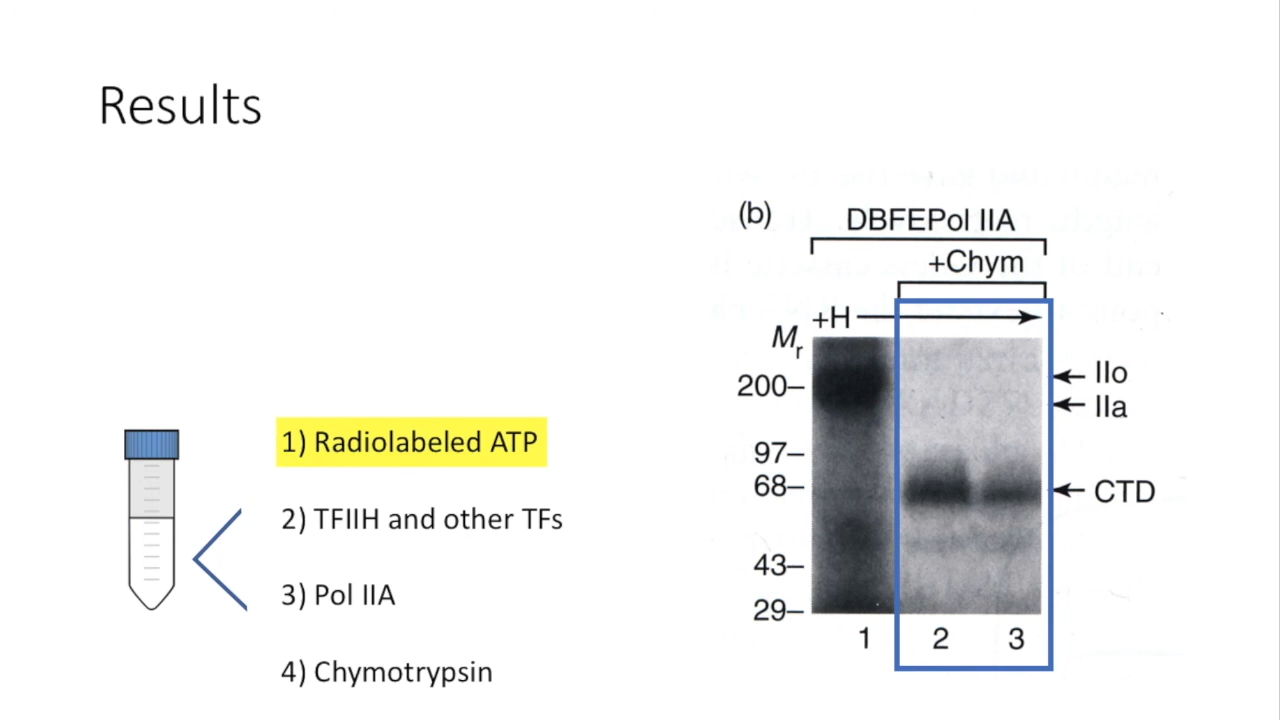 Results
(b)
DBFEPol IIA
+Chym
+H
Mr
200–
97–
68–
43–
29–
IIo
IIa
CTD
1 2 3
1) Radiolabeled ATP
2) TFIIH and other TFs
3) Pol IIA
4) Chymotrypsin